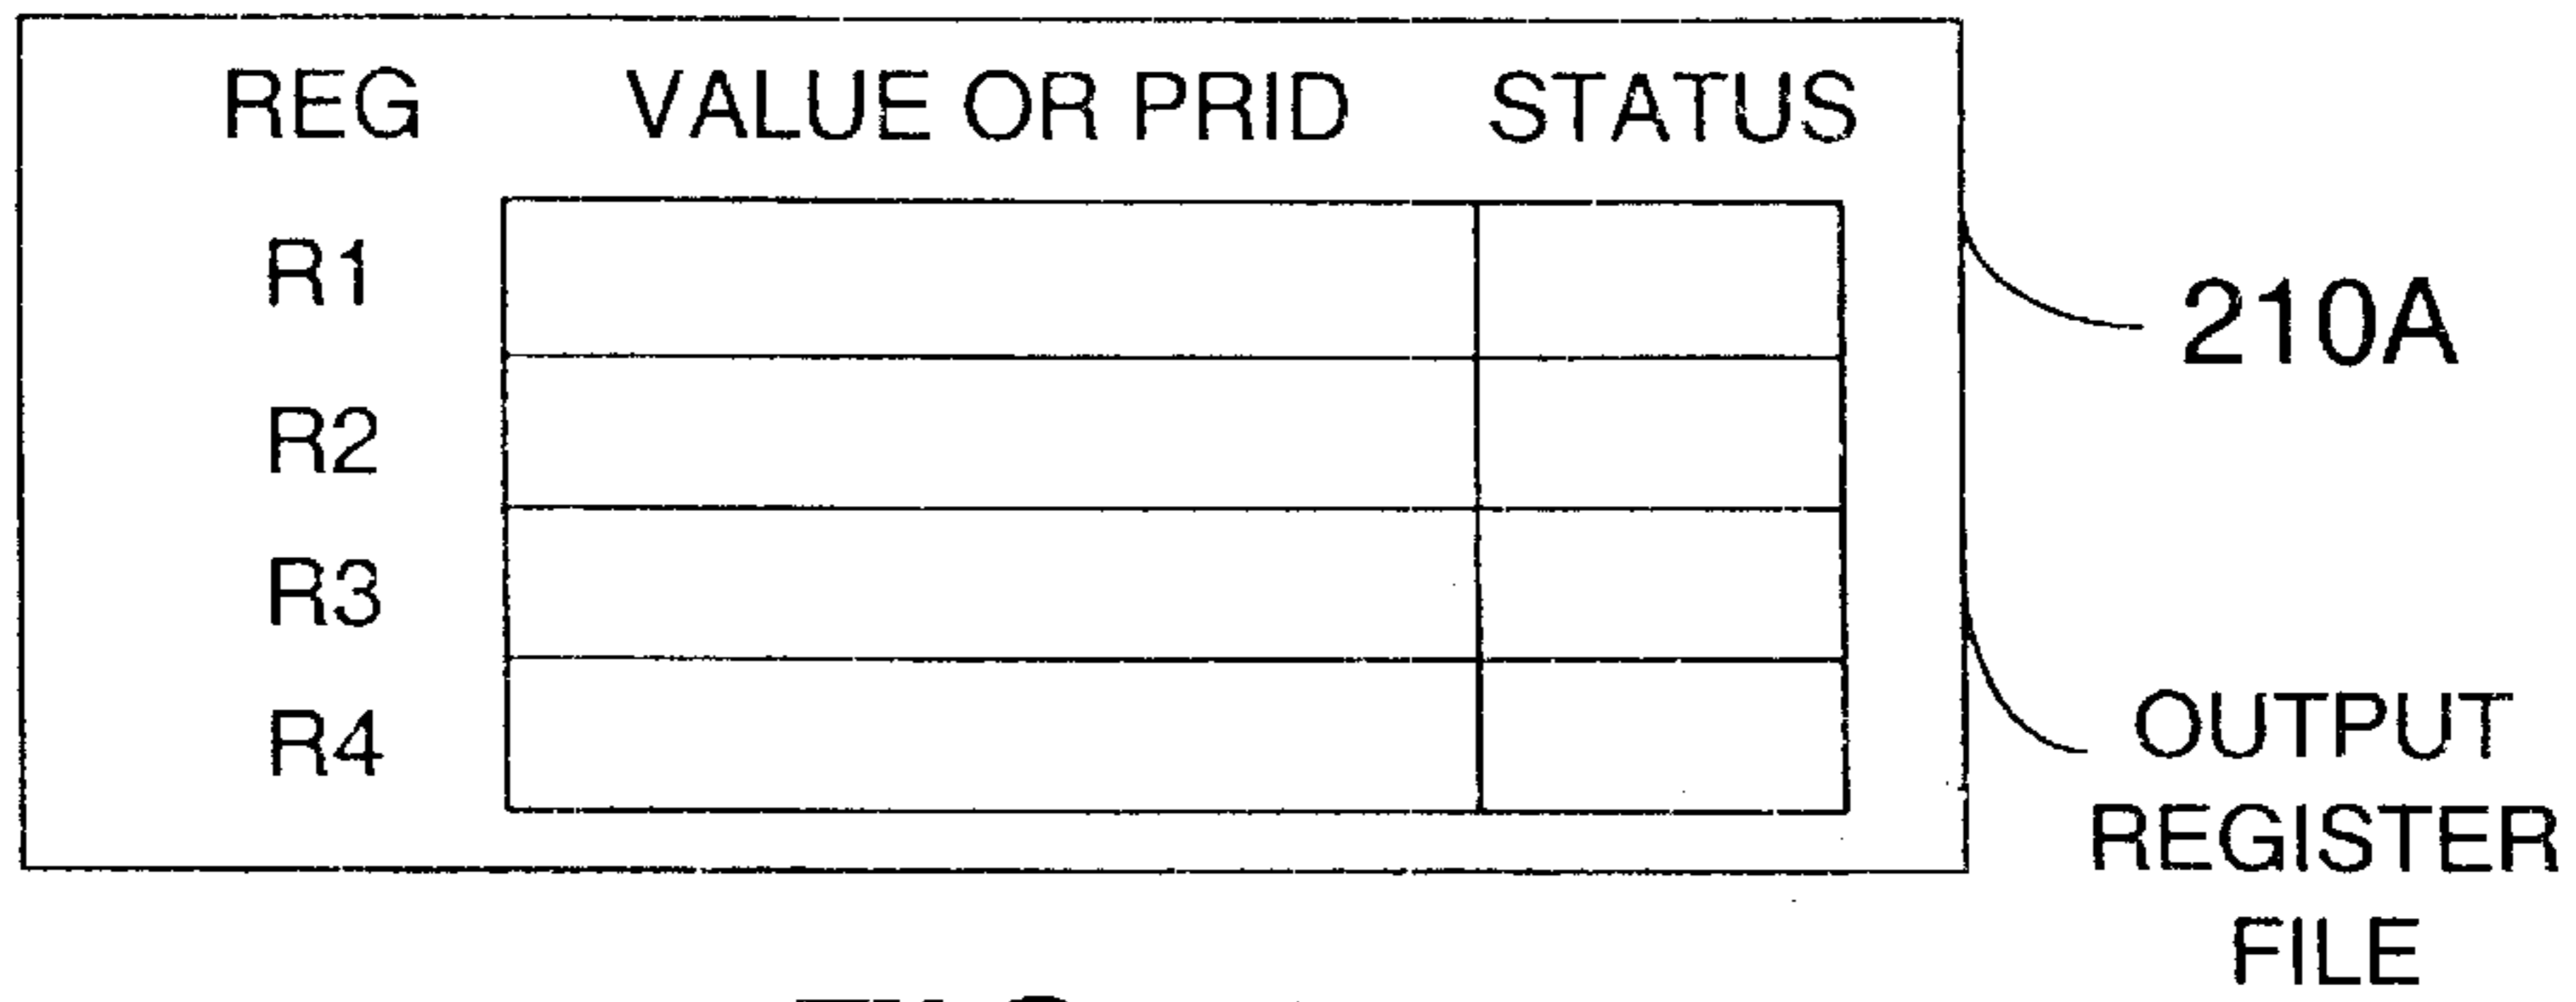 REG VALUE OR PRID STATUS
R1
R2
R3
R4
210A
OUTPUT
REGISTER
FILE